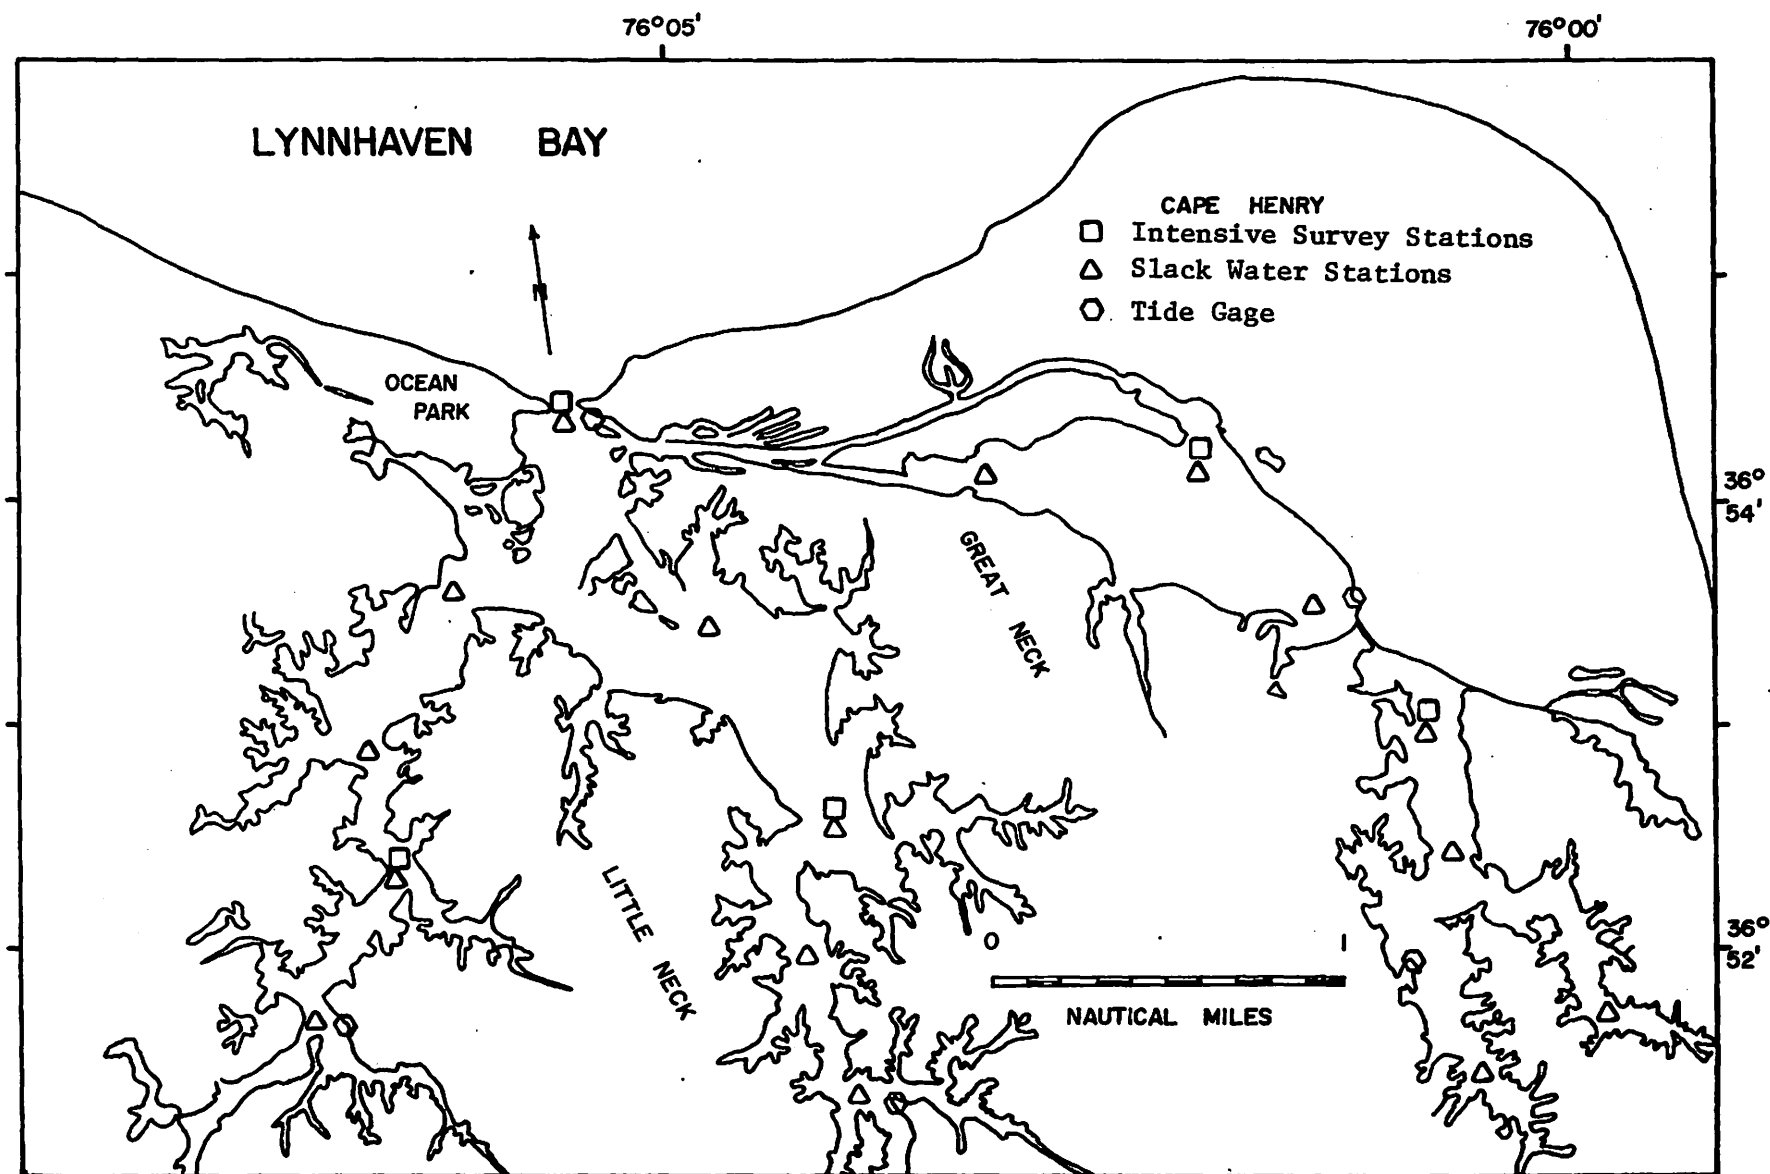 76°05'
76°00'
LYNNHAVEN BAY
CAPE HENRY
Intensive Survey Stations
Slack Water Stations
Tide Gage
N
OCEAN
PARK
36°
54'
GREAT NECK
LITTLE NECK
0 1
NAUTICAL MILES
36°
52'